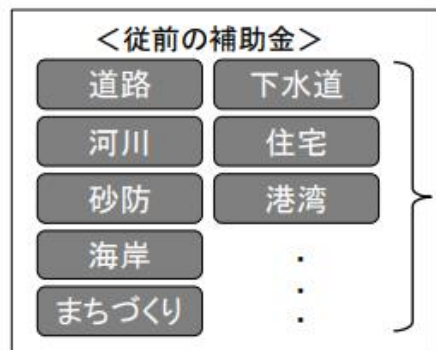 ＜従前の補助金＞
道路
下水道
河川
住宅
砂防
港湾
海岸
まちづくり
・
・
・